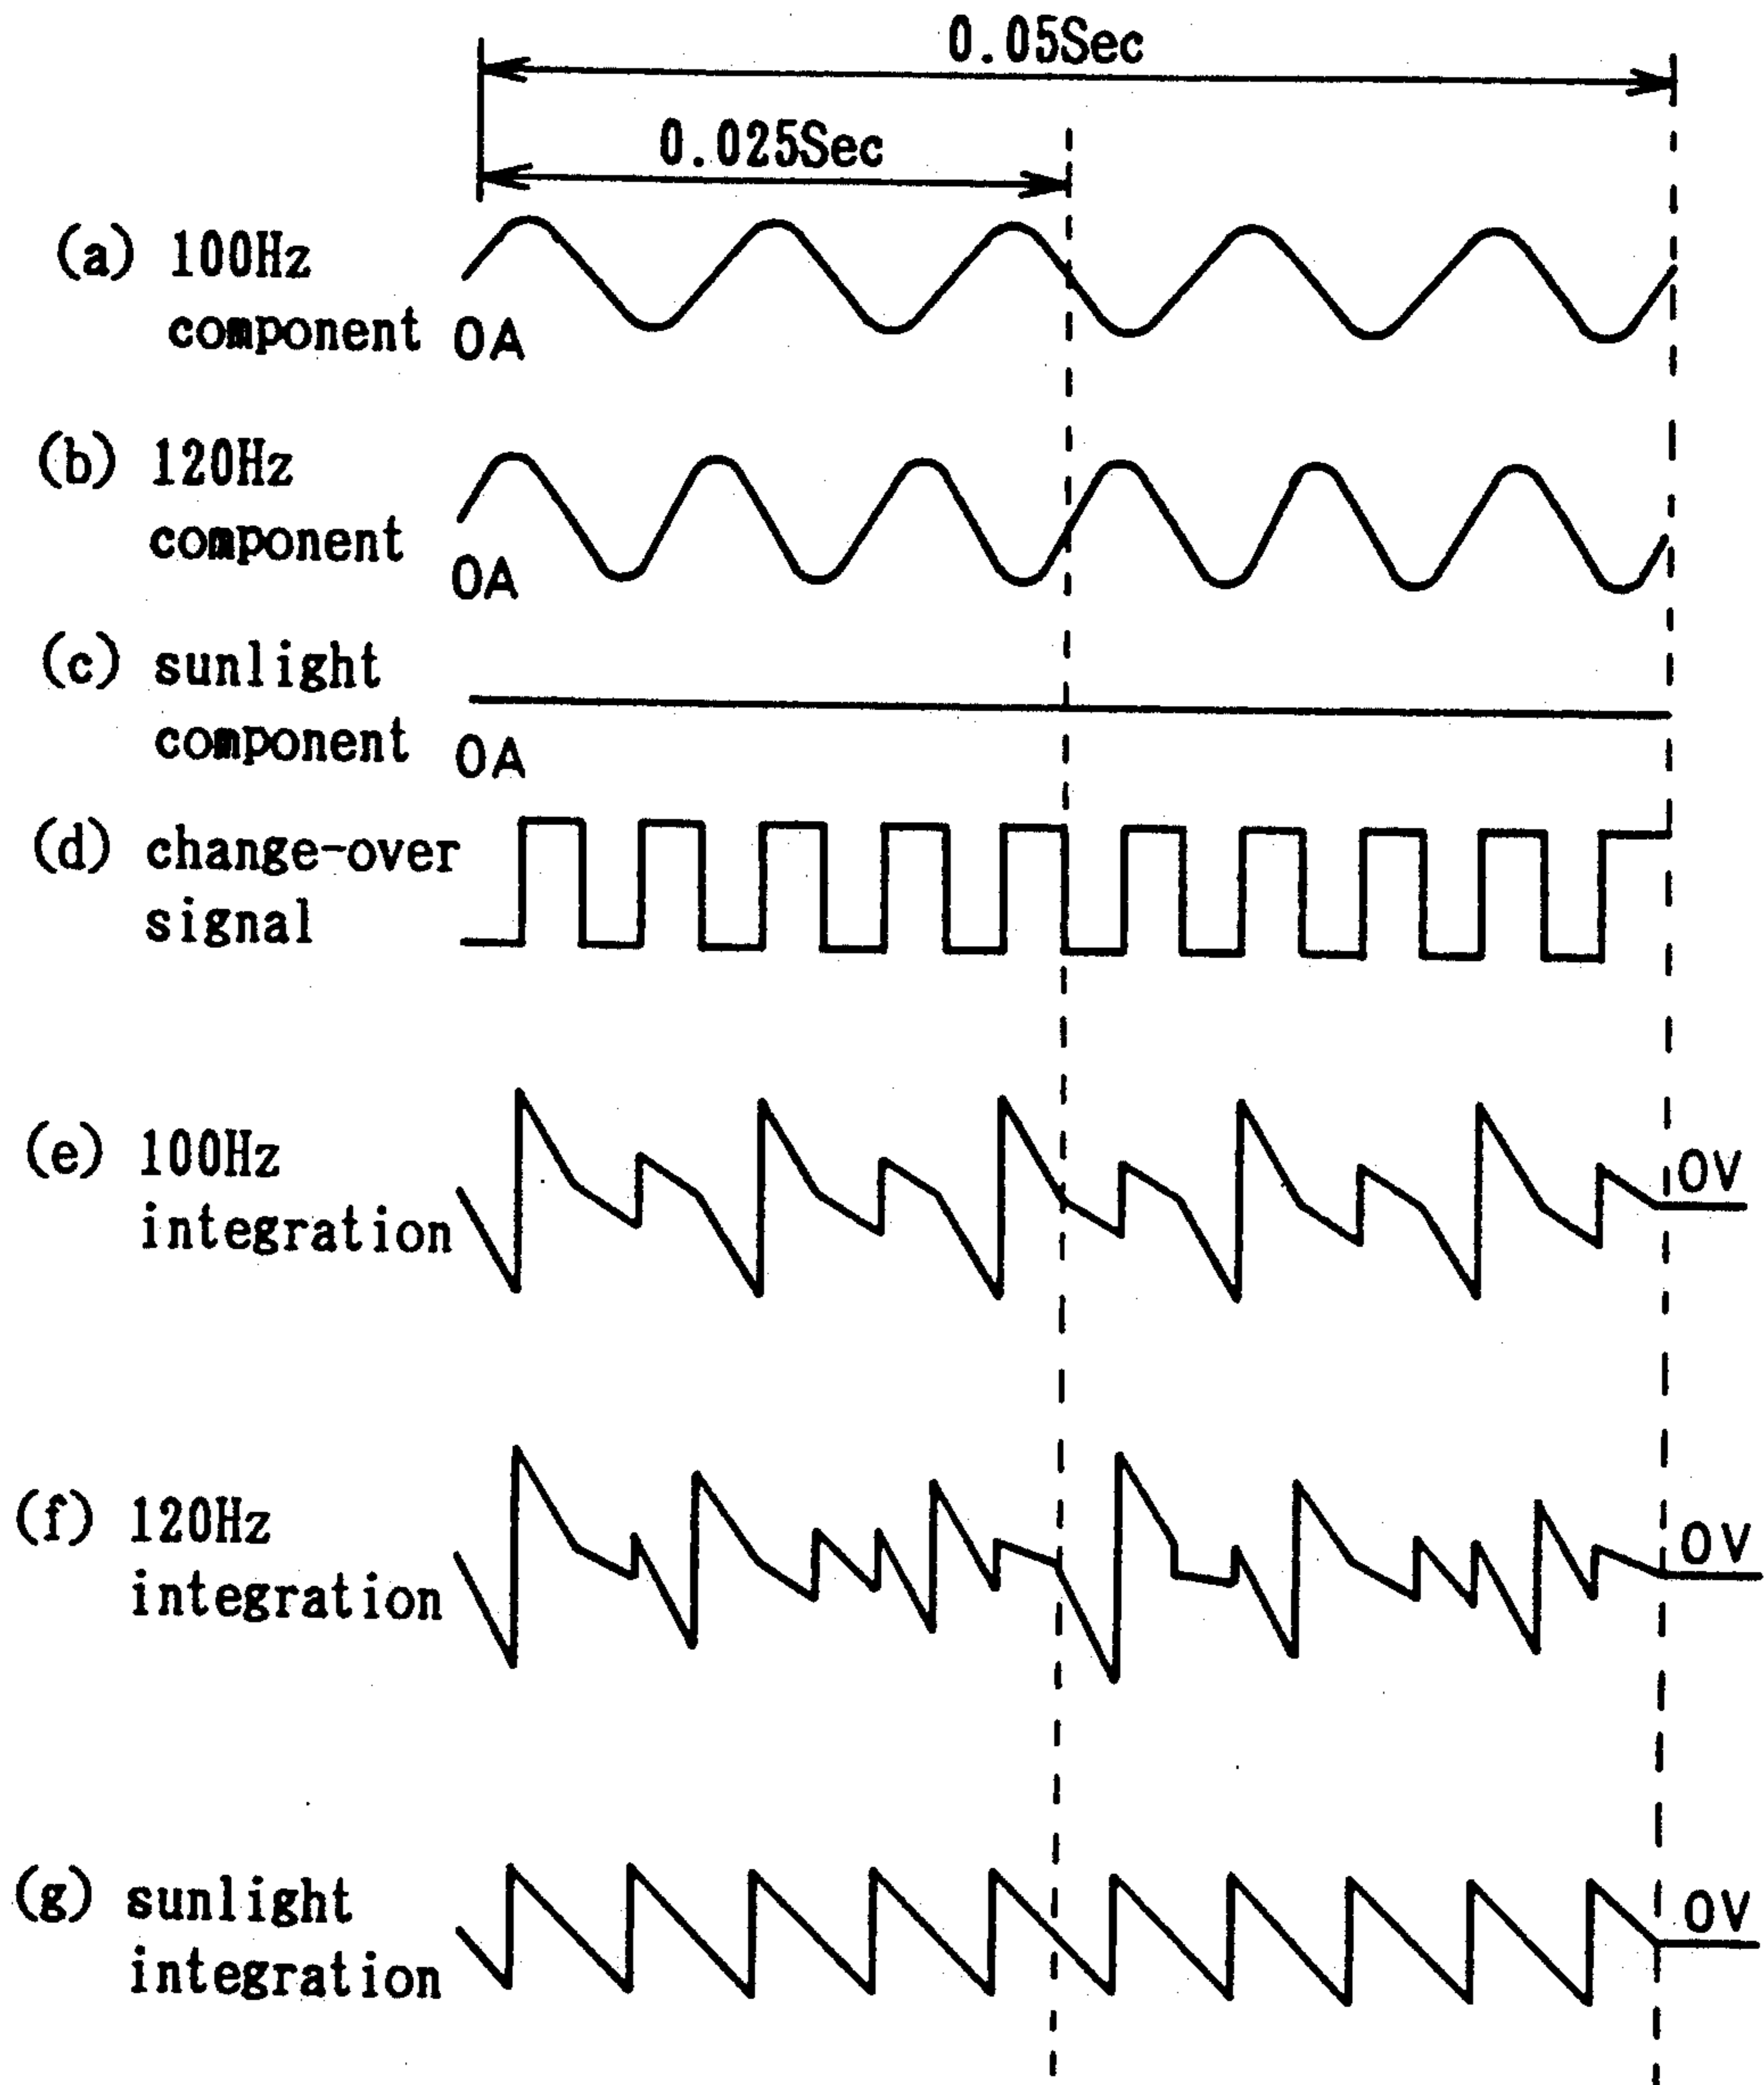 0.05Sec
0.025Sec
(a) 100Hz
component 0A
(b) 120Hz
component
0A
(c) sunlight
component 0A
(d) change-over
signal
(e) 100Hz
integration
0V
(f) 120Hz
integration
0V
(g) sunlight
integration
0V